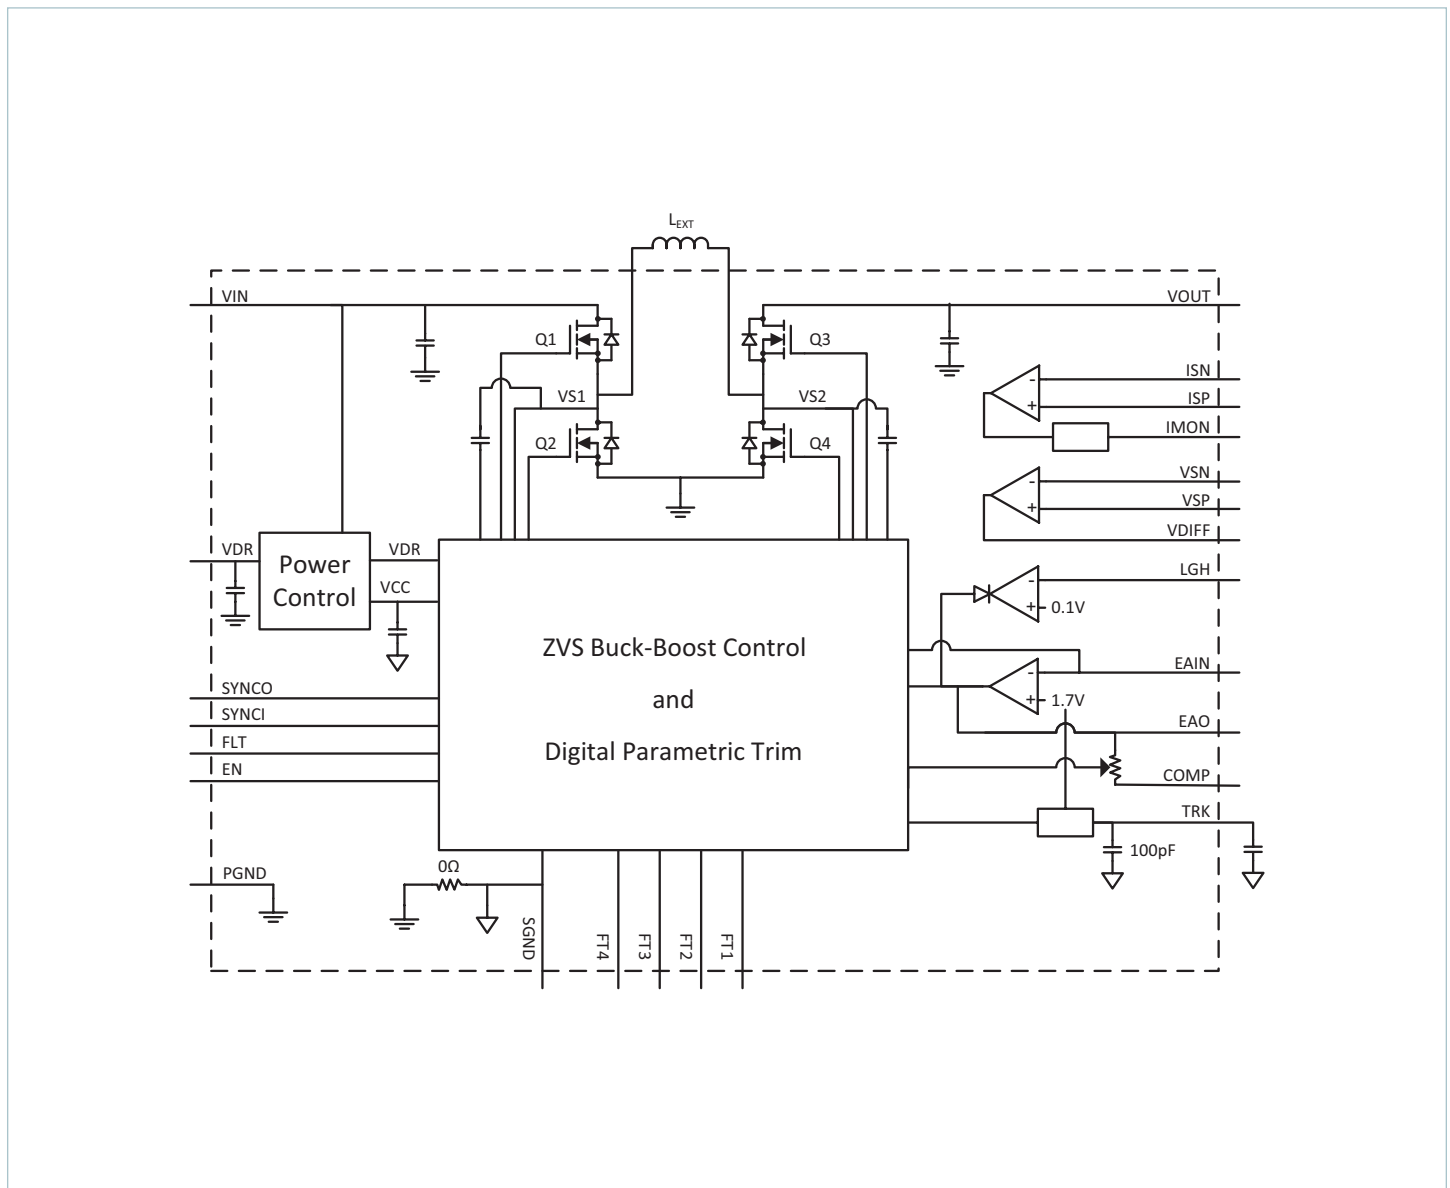 LEXT
VIN
VOUT
Q1
Q3
ISN
VS1
VS2
ISP
IMON
Q2
Q4
VSN
VSP
VDIFF
VDR
VDR
Power
Control
VCC
LGH
0.1V
ZVS Buck-Boost Control
and
Digital Parametric Trim
EAIN
1.7V
SYNCO
SYNCI
EAO
FLT
EN
COMP
TRK
100pF
PGND
0Ω
SGND
FT4
FT3
FT2
FT1